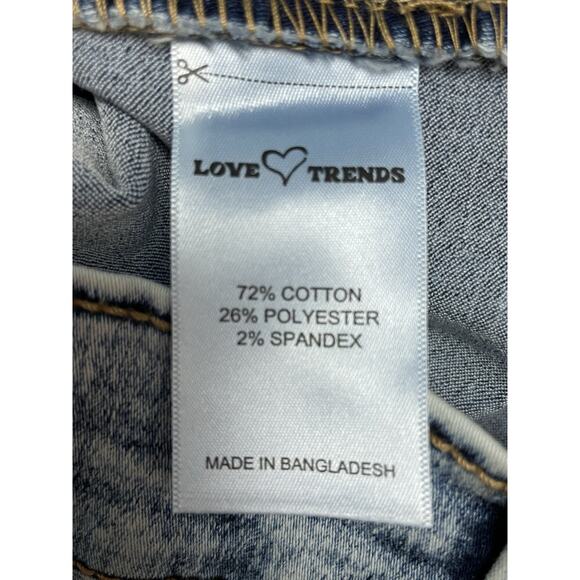 LOVE TRENDS
72% COTTON
26% POLYESTER
2% SPANDEX
MADE IN BANGLADESH